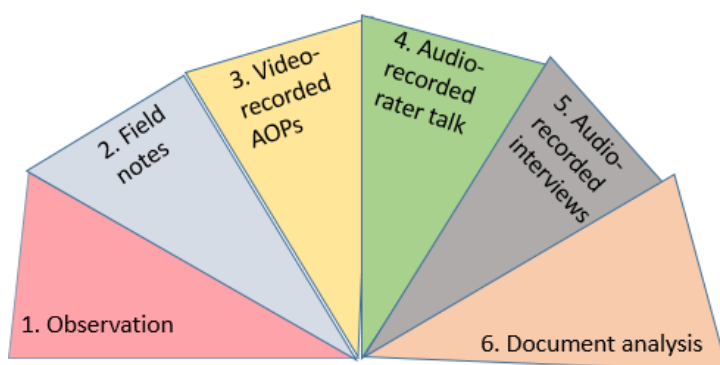 1. Observation
2. Field
notes
3. Video-
recorded
AOPs
4. Audio-
recorded
rater talk
5. Audio-
recorded
interviews
6. Document analysis